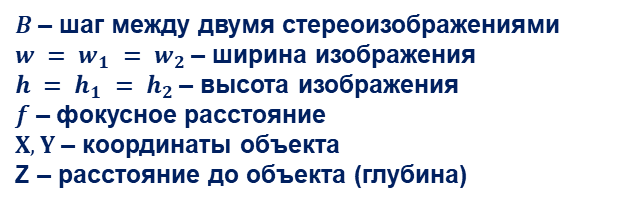 B – шаг между двумя стереоизображениями
w = w₁ = w₂ – ширина изображения
h = h₁ = h₂ – высота изображения
f – фокусное расстояние
X, Y – координаты объекта
Z – расстояние до объекта (глубина)